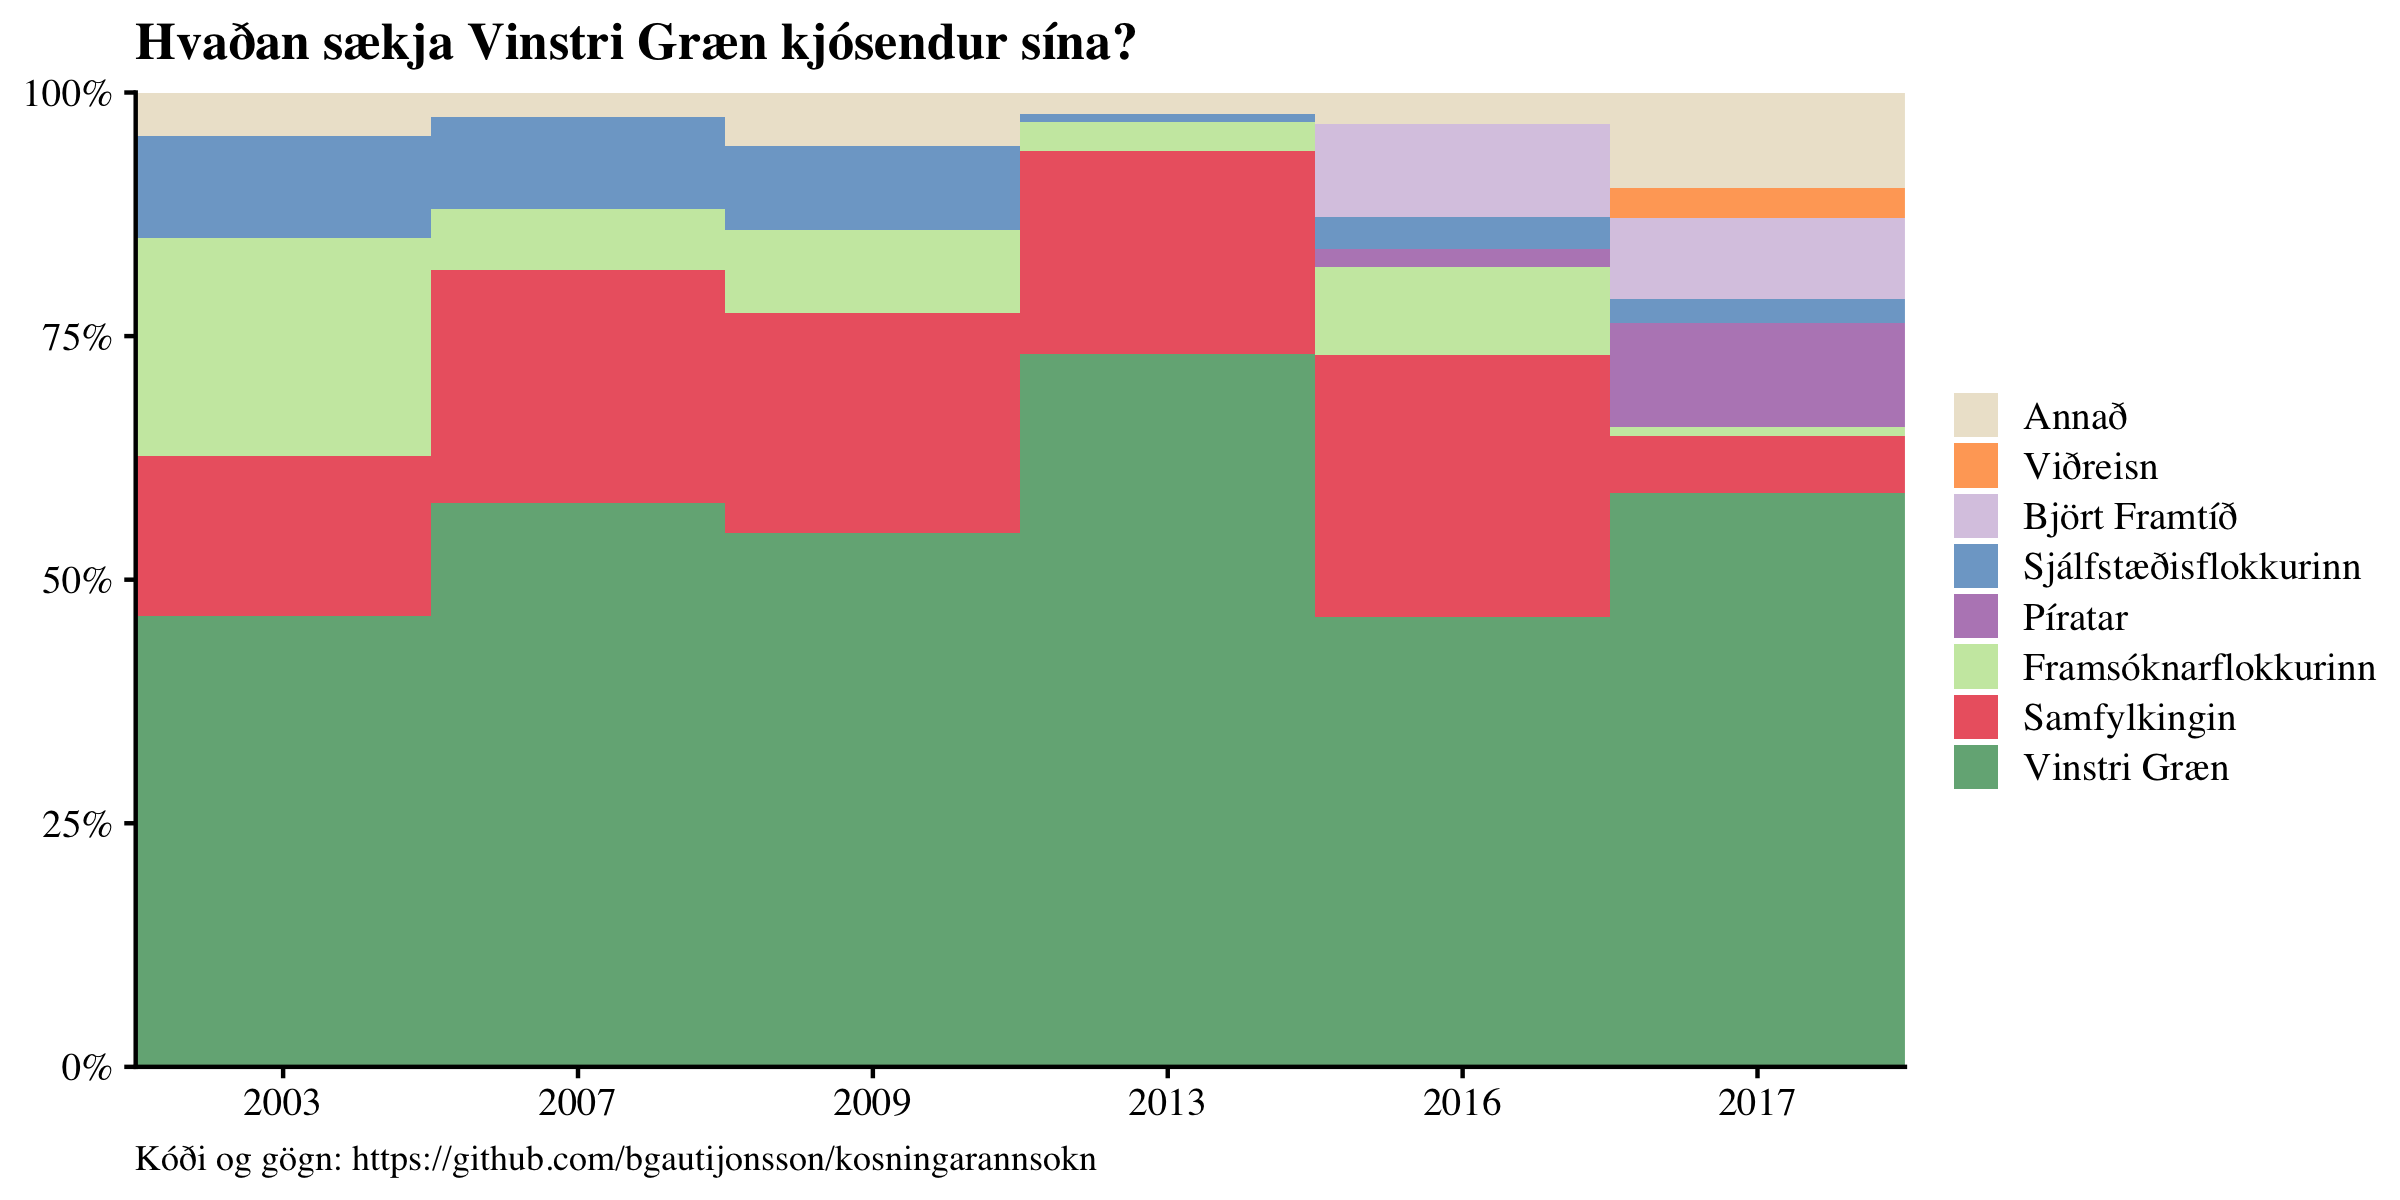 Hvaðan sækja Vinstri Græn kjósendur sína?
100%
75%
50%
25%
0%
2003
2007
2009
2013
2016
2017
Annað
Viðreisn
Björt Framtíð
Sjálfstæðisflokkurinn
Píratar
Framsóknarflokkurinn
Samfylkingin
Vinstri Græn
Kóði og gögn: https://github.com/bgautijonsson/kosningarannsokn